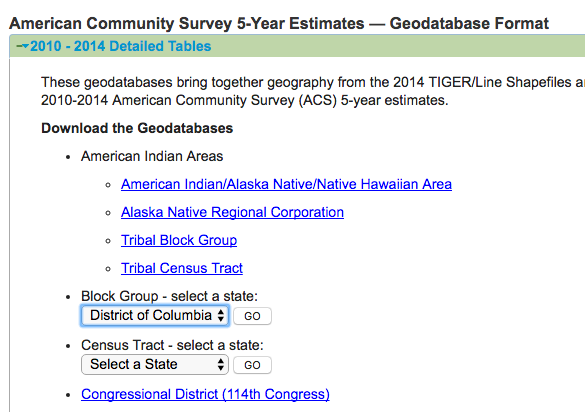 American Community Survey 5-Year Estimates — Geodatabase Format
2010 - 2014 Detailed Tables
These geodatabases bring together geography from the 2014 TIGER/Line Shapefiles
2010-2014 American Community Survey (ACS) 5-year estimates.
Download the Geodatabases
American Indian Areas
American Indian/Alaska Native/Native Hawaiian Area
Alaska Native Regional Corporation
Tribal Block Group
Tribal Census Tract
Block Group - select a state:
District of Columbia GO
Census Tract - select a state:
Select a State GO
Congressional District (114th Congress)